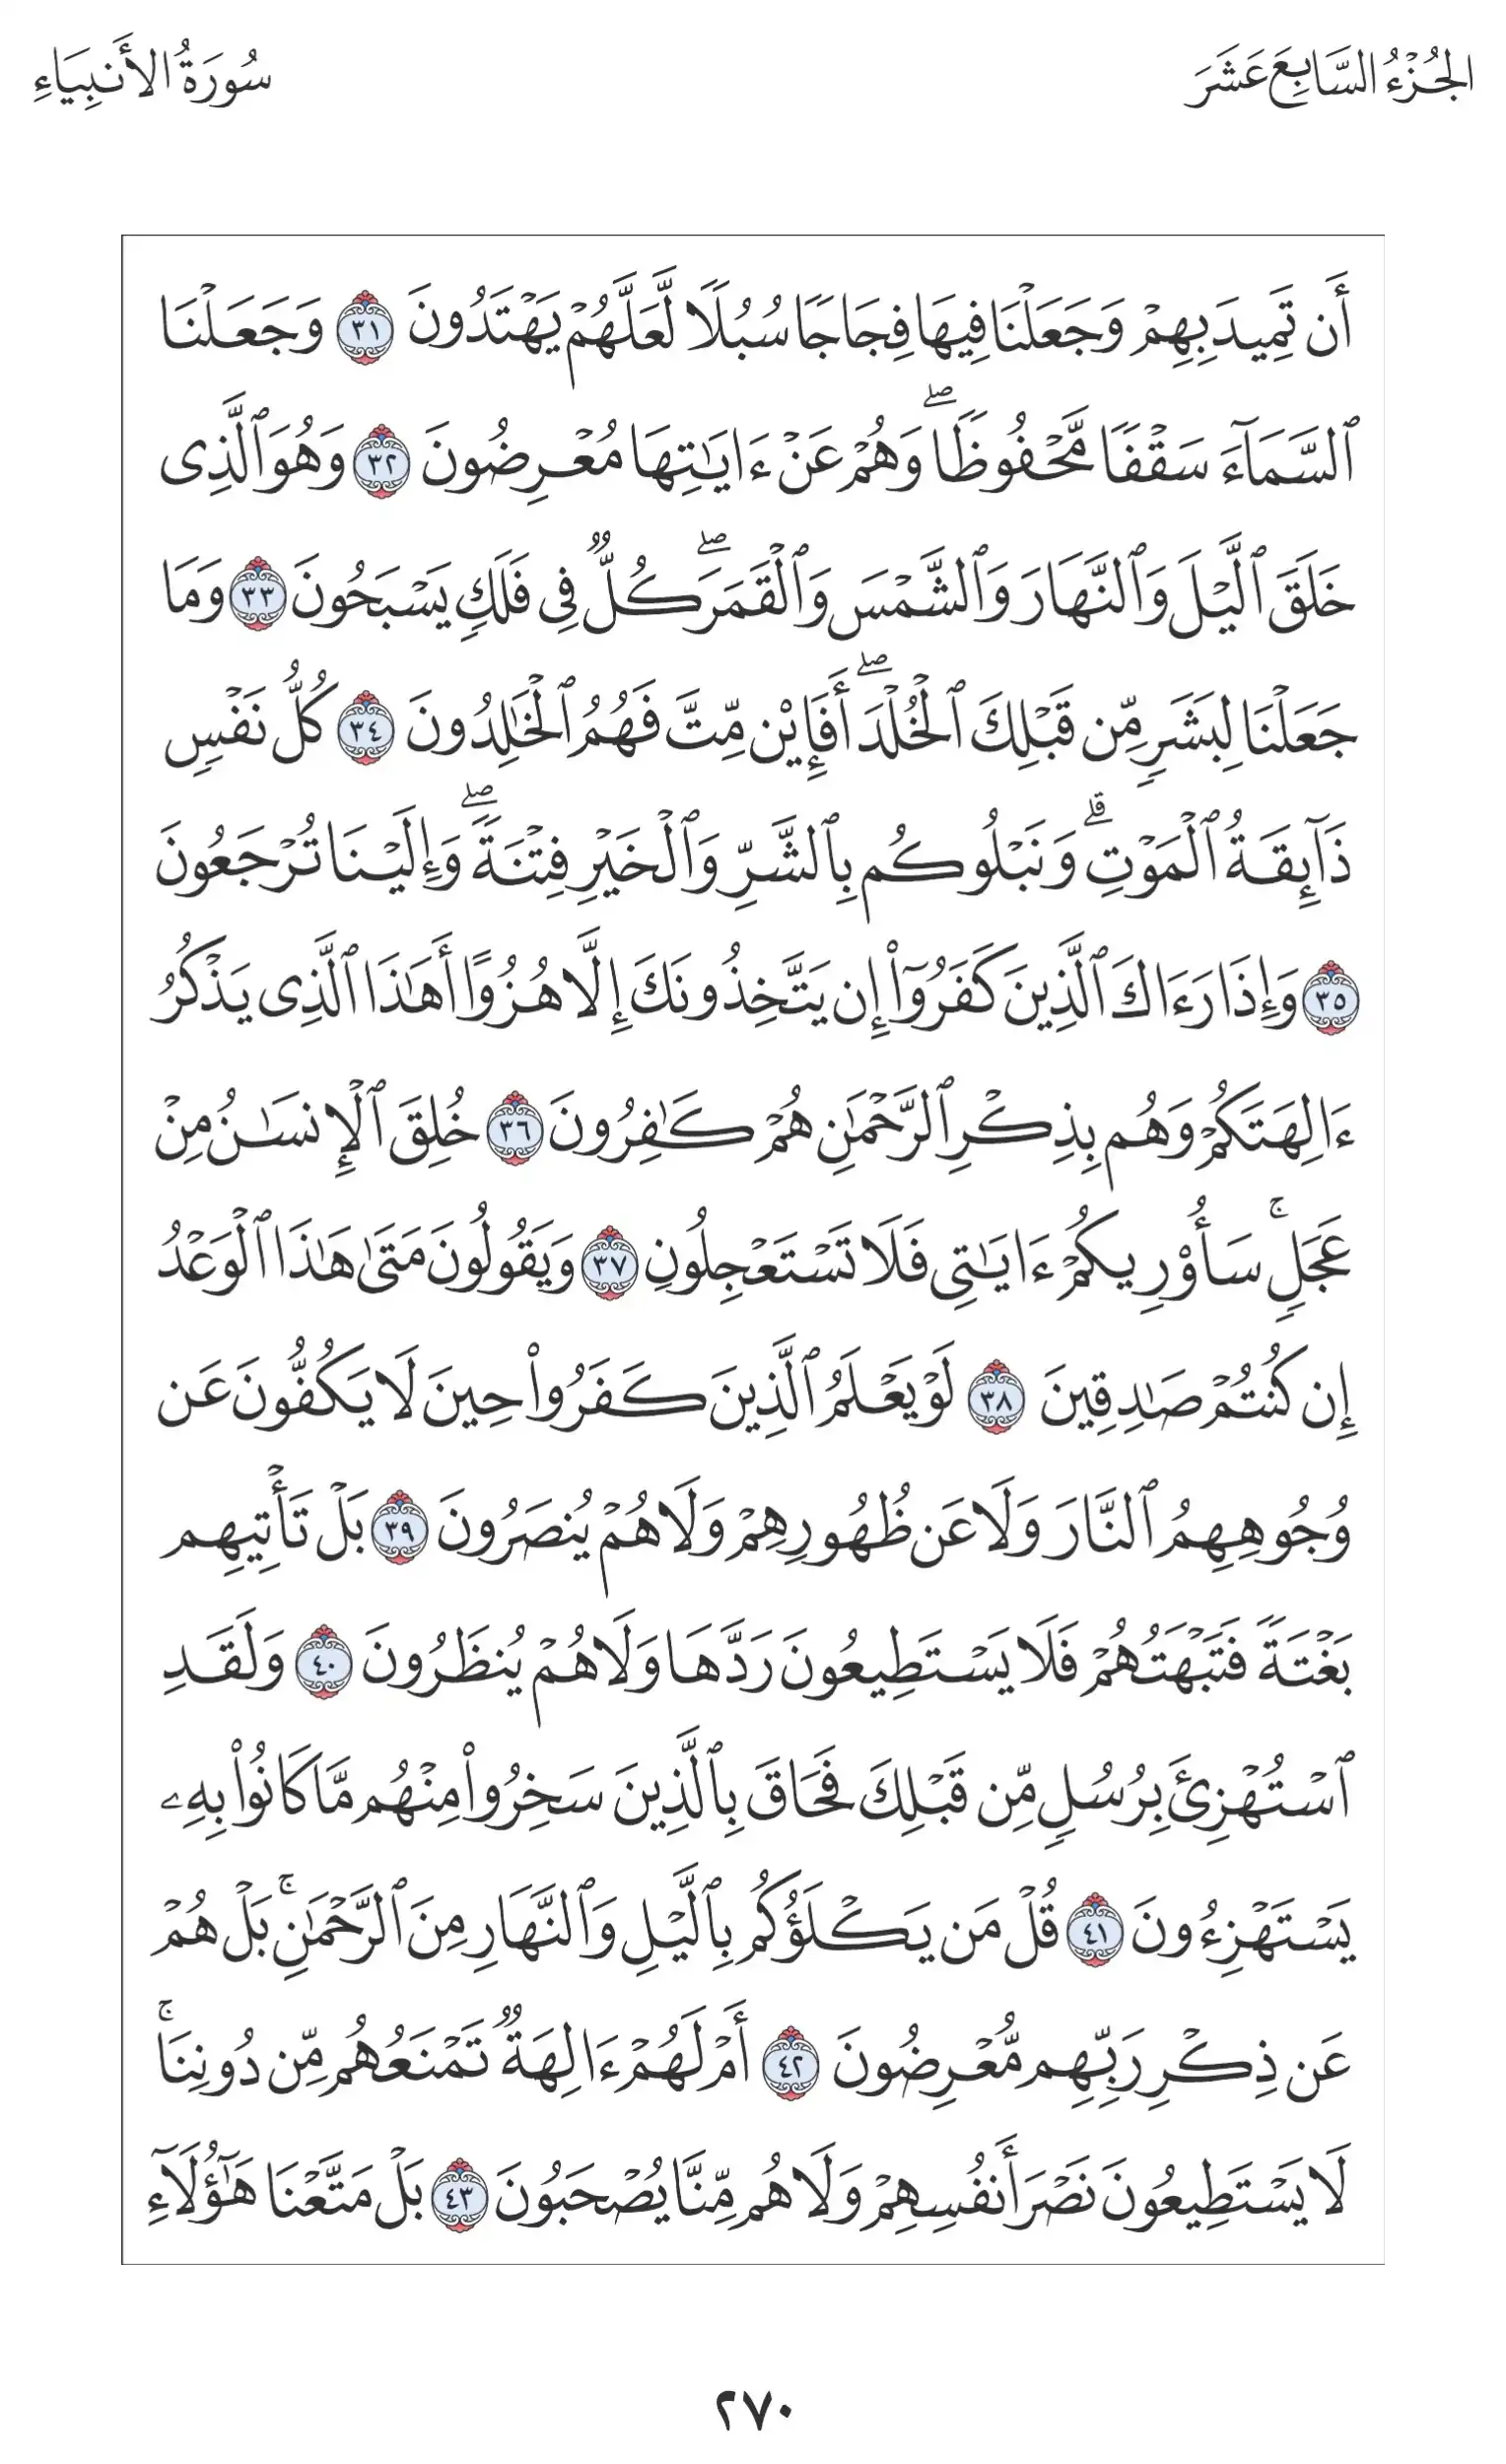 الجُزْءُ السَّابِعَ عَشَرَ
سُورَةُ الأَنبِيَاءِ
أَن تَمِيدَ بِهِمْ وَجَعَلْنَا فِيهَا فِجَاجًا سُبُلًا لَّعَلَّهُمْ يَهْتَدُونَ ٣١ وَجَعَلْنَا
ٱلسَّمَآءَ سَقْفًا مَّحْفُوظًا ۖ وَهُمْ عَنْ ءَايَٰتِهَا مُعْرِضُونَ ٣٢ وَهُوَ ٱلَّذِى
خَلَقَ ٱلَّيْلَ وَٱلنَّهَارَ وَٱلشَّمْسَ وَٱلْقَمَرَ ۖ كُلٌّ فِى فَلَكٍ يَسْبَحُونَ ٣٣ وَمَا
جَعَلْنَا لِبَشَرٍ مِّن قَبْلِكَ ٱلْخُلْدَ ۖ أَفَإِي۟ن مِّتَّ فَهُمُ ٱلْخَٰلِدُونَ ٣٤ كُلُّ نَفْسٍ
ذَآئِقَةُ ٱلْمَوْتِ ۗ وَنَبْلُوكُم بِٱلشَّرِّ وَٱلْخَيْرِ فِتْنَةً ۖ وَإِلَيْنَا تُرْجَعُونَ
٣٥ وَإِذَا رَءَاكَ ٱلَّذِينَ كَفَرُوٓا۟ إِن يَتَّخِذُونَكَ إِلَّا هُزُوًا أَهَٰذَا ٱلَّذِى يَذْكُرُ
ءَالِهَتَكُمْ وَهُم بِذِكْرِ ٱلرَّحْمَٰنِ هُمْ كَٰفِرُونَ ٣٦ خُلِقَ ٱلْإِنسَٰنُ مِنْ
عَجَلٍ ۚ سَأُو۟رِيكُمْ ءَايَٰتِى فَلَا تَسْتَعْجِلُونِ ٣٧ وَيَقُولُونَ مَتَىٰ هَٰذَا ٱلْوَعْدُ
إِن كُنتُمْ صَٰدِقِينَ ٣٨ لَوْ يَعْلَمُ ٱلَّذِينَ كَفَرُوا۟ حِينَ لَا يَكُفُّونَ عَن
وُجُوهِهِمُ ٱلنَّارَ وَلَا عَن ظُهُورِهِمْ وَلَا هُمْ يُنصَرُونَ ٣٩ بَلْ تَأْتِيهِم
بَغْتَةً فَتَبْهَتُهُمْ فَلَا يَسْتَطِيعُونَ رَدَّهَا وَلَا هُمْ يُنظَرُونَ ٤٠ وَلَقَدِ
ٱسْتُهْزِئَ بِرُسُلٍ مِّن قَبْلِكَ فَحَاقَ بِٱلَّذِينَ سَخِرُوا۟ مِنْهُم مَّا كَانُوا۟ بِهِۦ
يَسْتَهْزِءُونَ ٤١ قُلْ مَن يَكْلَؤُكُم بِٱلَّيْلِ وَٱلنَّهَارِ مِنَ ٱلرَّحْمَٰنِ ۚ بَلْ هُمْ
عَن ذِكْرِ رَبِّهِم مُّعْرِضُونَ ٤٢ أَمْ لَهُمْ ءَالِهَةٌ تَمْنَعُهُم مِّن دُونِنَا ۚ
لَا يَسْتَطِيعُونَ نَصْرَ أَنفُسِهِمْ وَلَا هُم مِّنَّا يُصْحَبُونَ ٤٣ بَلْ مَتَّعْنَا هَٰٓؤُلَآءِ
٢٧٠